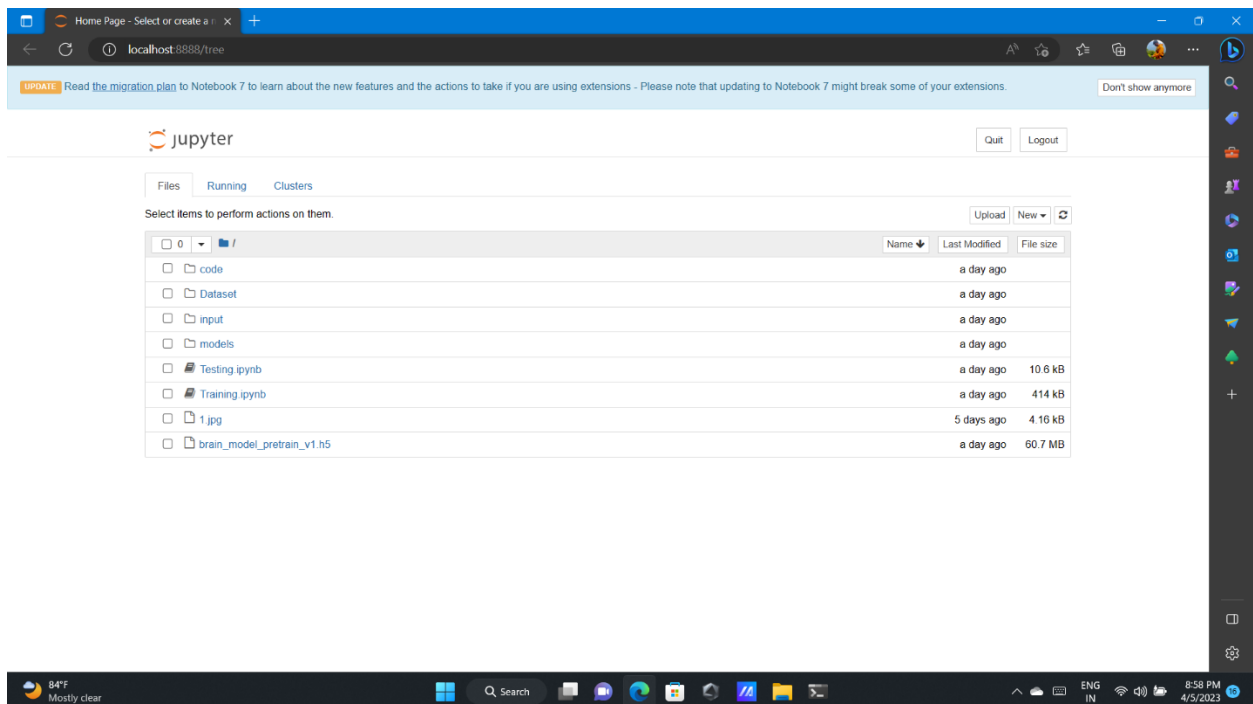 Home Page - Select or create a n
localhost:8888/tree
UPDATE Read the migration plan to Notebook 7 to learn about the new features and the actions to take if you are using extensions - Please note that updating to Notebook 7 might break some of your extensions. Don't show anymore
jupyter Quit Logout
Files Running Clusters
Select items to perform actions on them. Upload New
0 / Name Last Modified File size
code a day ago
Dataset a day ago
input a day ago
models a day ago
Testing.ipynb a day ago 10.6 kB
Training.ipynb a day ago 414 kB
1.jpg 5 days ago 4.16 kB
brain_model_pretrain_v1.h5 a day ago 60.7 MB
84°F
Mostly clear
Search
ENG
IN
8:58 PM
4/5/2023
16